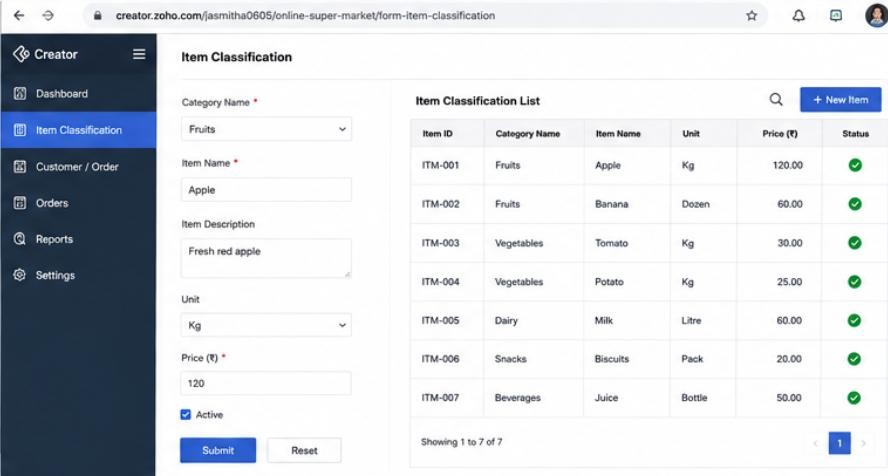 creator.zoho.com/jasmitha0605/online-super-market/form-item-classification
Creator
Dashboard
Item Classification
Customer / Order
Orders
Reports
Settings
Item Classification
Category Name *
Fruits
Item Name *
Apple
Item Description
Fresh red apple
Unit
Kg
Price (₹) *
120
Active
Submit Reset
Item Classification List
+ New Item
Item ID Category Name Item Name Unit Price (₹) Status
ITM-001 Fruits Apple Kg 120.00
ITM-002 Fruits Banana Dozen 60.00
ITM-003 Vegetables Tomato Kg 30.00
ITM-004 Vegetables Potato Kg 25.00
ITM-005 Dairy Milk Litre 60.00
ITM-006 Snacks Biscuits Pack 20.00
ITM-007 Beverages Juice Bottle 50.00
Showing 1 to 7 of 7
1